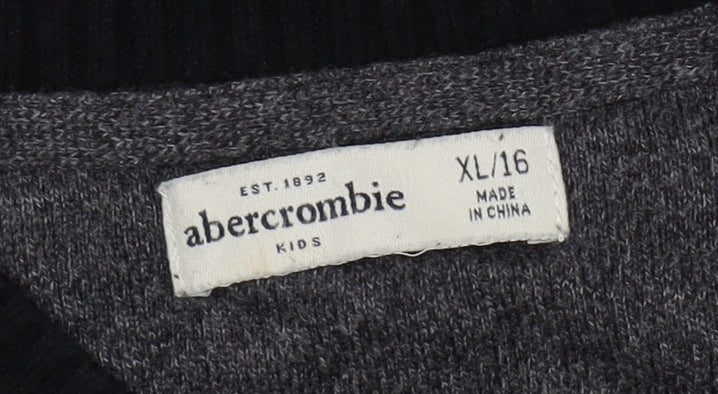 EST. 1892
abercrombie
KIDS
XL/16
MADE
IN CHINA